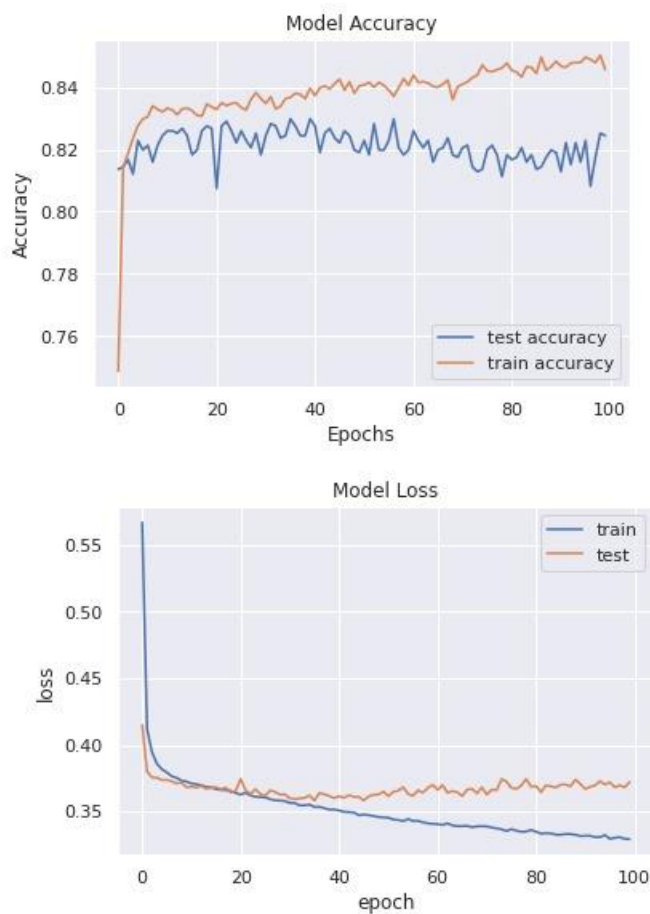 Model Accuracy
0.84
0.82
0.80
0.78
0.76
Accuracy
test accuracy
train accuracy
0 20 40 60 80 100
Epochs
Model Loss
train
test
0.55
0.50
0.45
0.40
0.35
loss
0 20 40 60 80 100
epoch